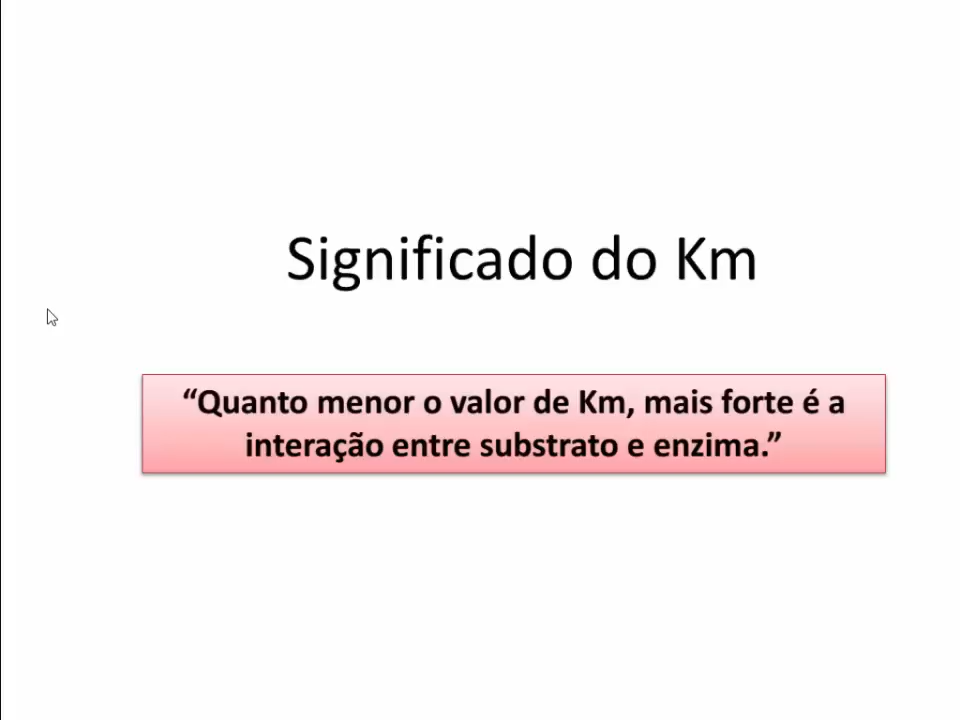 Significado do Km
“Quanto menor o valor de Km, mais forte é a
interação entre substrato e enzima.”